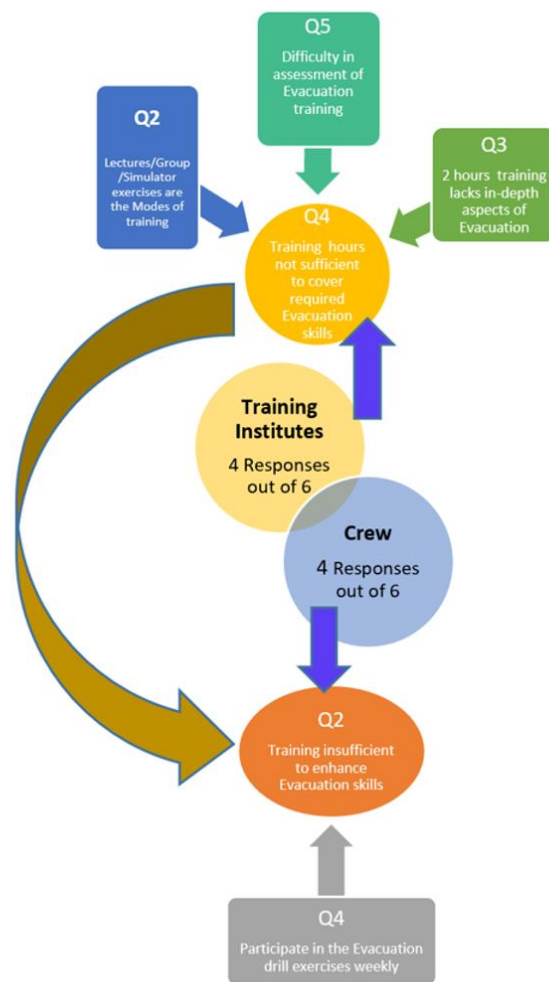 Q5
Difficulty in
assessment of
Evacuation
training
Q2
Lectures/Group
/Simulator
exercises are
the Modes of
training
Q3
2 hours training
lacks in-depth
aspects of
Evacuation
Q4
Training hours
not sufficient
to cover
required
Evacuation
skills
Training
Institutes
4 Responses
out of 6
Crew
4 Responses
out of 6
Q2
Training insufficient
to enhance
Evacuation skills
Q4
Participate in the Evacuation
drill exercises weekly